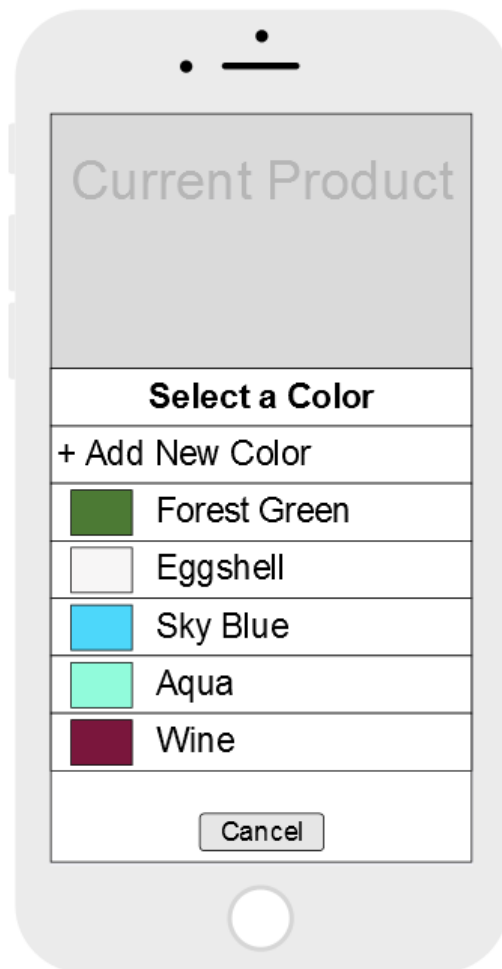 Current Product
Select a Color
+ Add New Color
Forest Green
Eggshell
Sky Blue
Aqua
Wine
Cancel